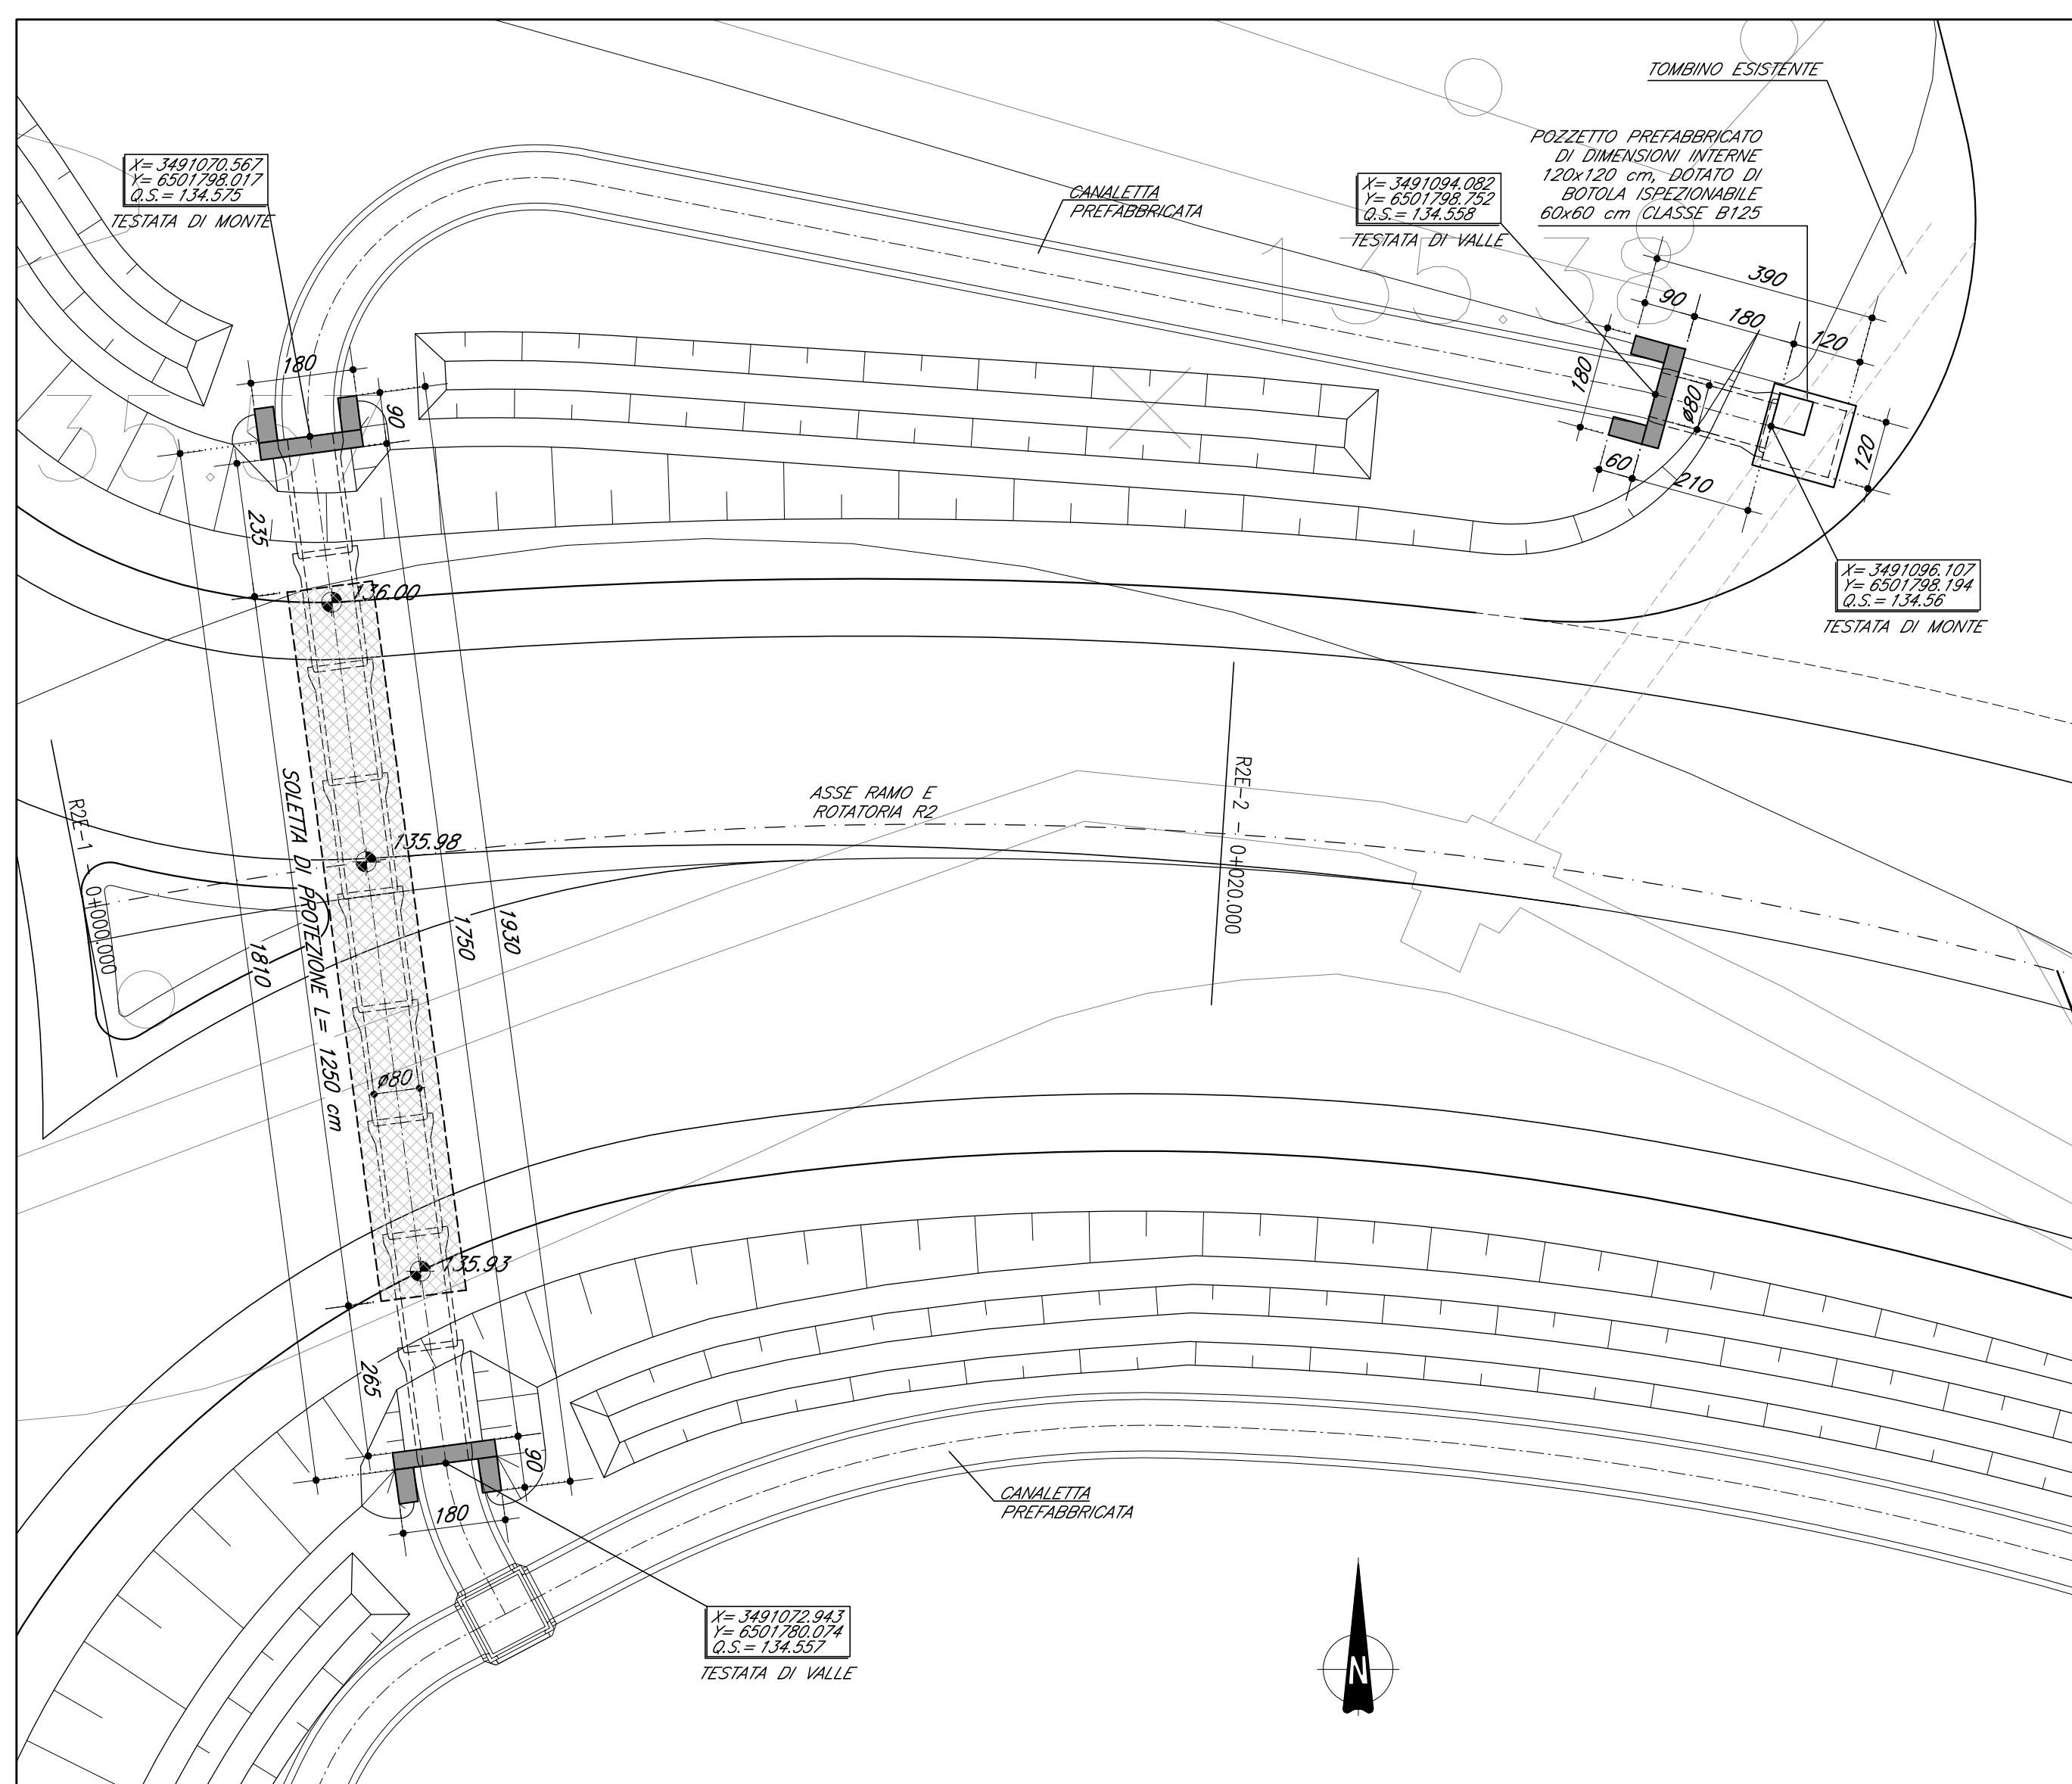 TOMBINO ESISTENTE
POZZETTO PREFABBRICATO
DI DIMENSIONI INTERNE
120x120 cm, DOTATO DI
BOTOLA ISPEZIONABILE
60x60 cm CLASSE B125
X= 3491070.567
Y= 6501798.017
Q.S.= 134.575
TESTATA DI MONTE
CANALETTA
PREFABBRICATA
X= 3491094.082
Y= 6501798.752
Q.S.= 134.558
TESTATA DI VALLE
135.38
390
90
180
120
180
ø80
60
210
120
X= 3491096.107
Y= 6501798.194
Q.S.= 134.56
TESTATA DI MONTE
180
90
235
136.00
135.98
135.93
ASSE RAMO E
ROTATORIA R2
R2E-1 - 0+000.000
R2E-2 - 0+020.000
SOLETTA DI PROTEZIONE L= 1250 cm
1810
1750
1930
ø80
265
90
180
CANALETTA
PREFABBRICATA
X= 3491072.943
Y= 6501780.074
Q.S.= 134.557
TESTATA DI VALLE
N